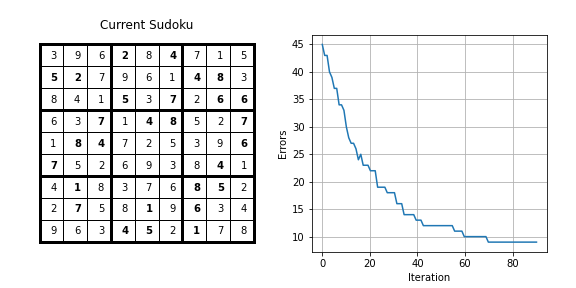 Current Sudoku
3 9 6 2 8 4 7 1 5
5 2 7 9 6 1 4 8 3
8 4 1 5 3 7 2 6 6
6 3 7 1 4 8 5 2 7
1 8 4 7 2 5 3 9 6
7 5 2 6 9 3 8 4 1
4 1 8 3 7 6 8 5 2
2 7 5 8 1 9 6 3 4
9 6 3 4 5 2 1 7 8
45
40
35
30
25
20
15
10
Errors
0 20 40 60 80
Iteration